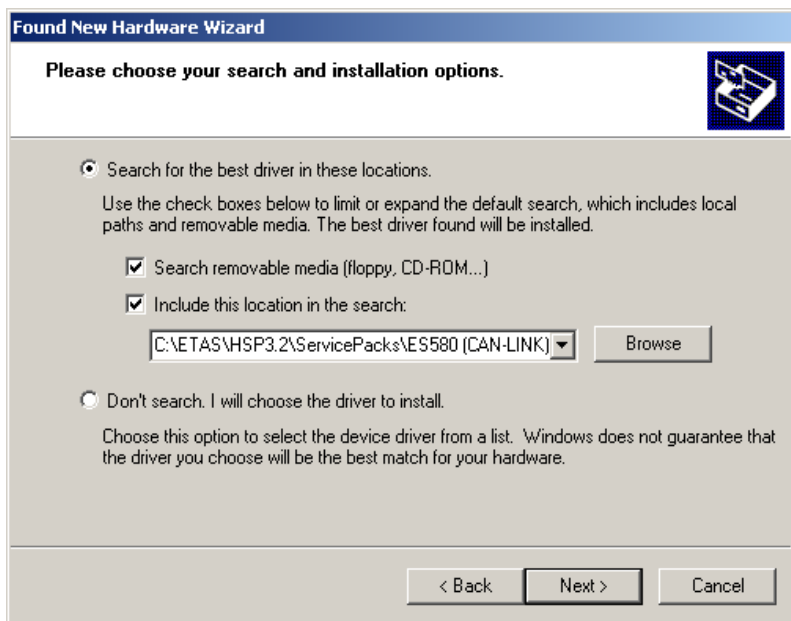 Found New Hardware Wizard
Please choose your search and installation options.
Search for the best driver in these locations.
Use the check boxes below to limit or expand the default search, which includes local
paths and removable media. The best driver found will be installed.
Search removable media (floppy, CD-ROM...)
Include this location in the search:
C:\ETAS\HSP3.2\ServicePacks\ES580 (CAN-LINK)
Browse
Don't search. I will choose the driver to install.
Choose this option to select the device driver from a list. Windows does not guarantee that
the driver you choose will be the best match for your hardware.
< Back Next > Cancel